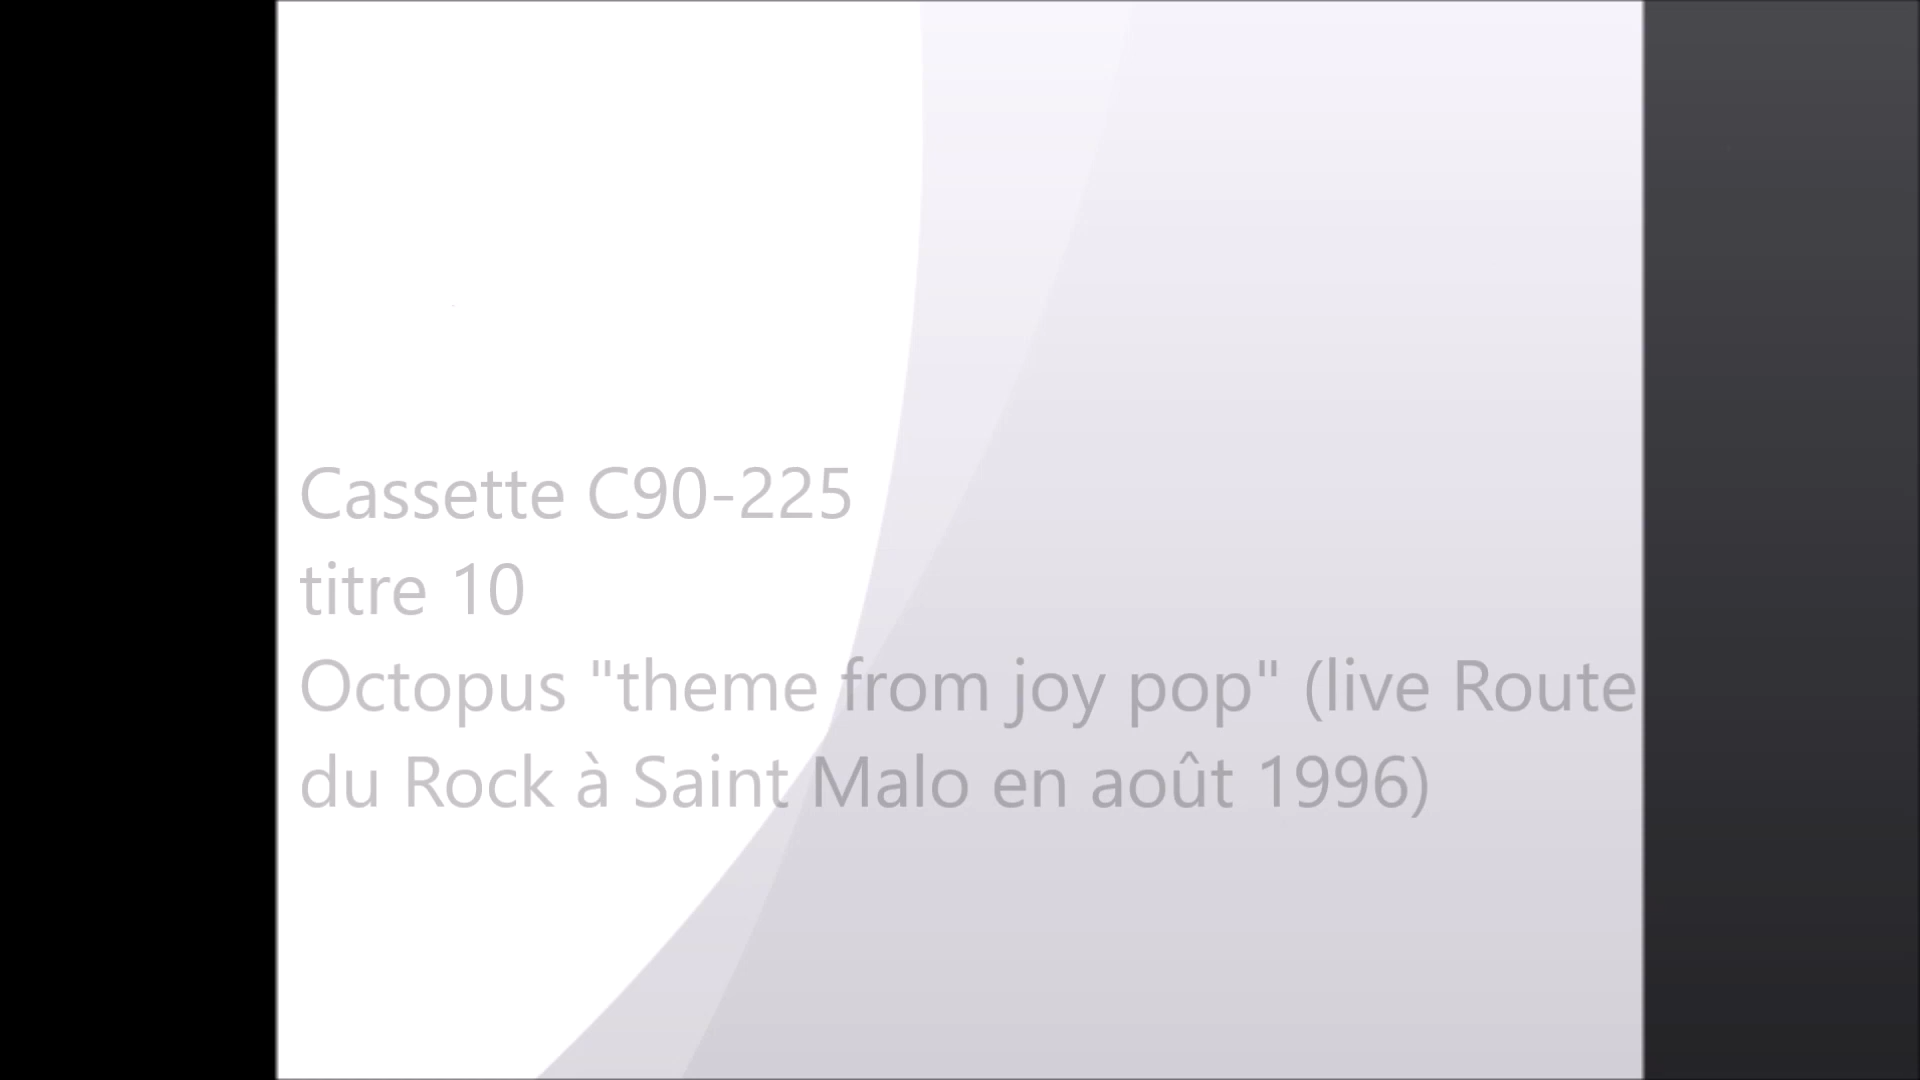 Cassette C90-225
titre 10
Octopus "theme from joy pop" (live Route
du Rock à Saint Malo en août 1996)